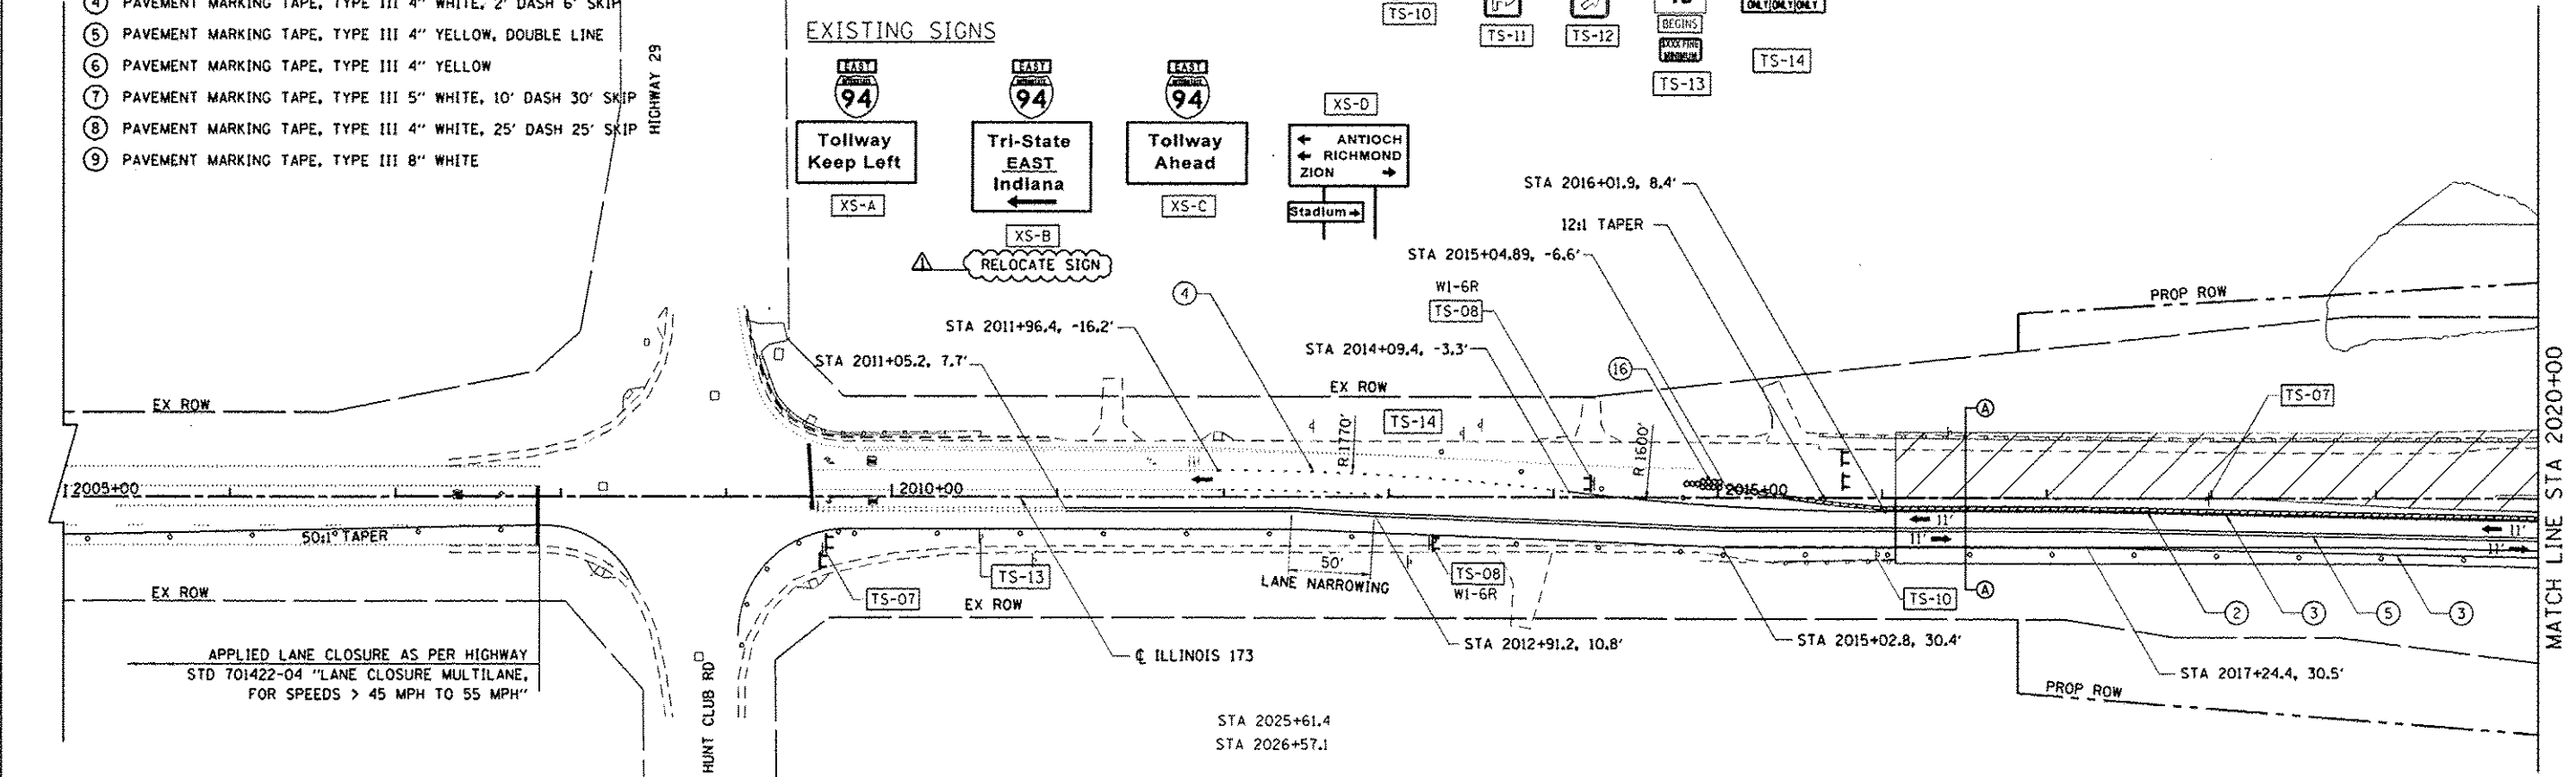 4 PAVEMENT MARKING TAPE, TYPE III 4" WHITE, 2' DASH 6' SKIP
5 PAVEMENT MARKING TAPE, TYPE III 4" YELLOW, DOUBLE LINE
6 PAVEMENT MARKING TAPE, TYPE III 4" YELLOW
7 PAVEMENT MARKING TAPE, TYPE III 5" WHITE, 10' DASH 30' SKIP
8 PAVEMENT MARKING TAPE, TYPE III 4" WHITE, 25' DASH 25' SKIP
9 PAVEMENT MARKING TAPE, TYPE III 8" WHITE
HIGHWAY 29
EXISTING SIGNS
EAST
INTERSTATE
94
Tollway
Keep Left
XS-A
EAST
INTERSTATE
94
Tri-State
EAST
Indiana
←
XS-B
1
RELOCATE SIGN
EAST
INTERSTATE
94
Tollway
Ahead
XS-C
XS-D
← ANTIOCH
← RICHMOND
ZION →
Stadium →
TS-10
TS-11
TS-12
BEGINS
XXXX FINE
MINIMUM
TS-13
ONLY ONLY ONLY
TS-14
STA 2016+01.9, 8.4'
12:1 TAPER
STA 2015+04.89, -6.6'
W1-6R
TS-08
4
STA 2011+96.4, -16.2'
STA 2014+09.4, -3.3'
STA 2011+05.2, 7.7'
16
PROP ROW
EX ROW
EX ROW
TS-14
R 1770'
R 1600'
TS-07
A
2005+00
2010+00
2015+00
11'
11'
11'
11'
50:1 TAPER
TS-13
TS-07
50'
LANE NARROWING
TS-08
W1-6R
TS-10
A
2
3
5
3
EX ROW
EX ROW
STA 2012+91.2, 10.8'
STA 2015+02.8, 30.4'
STA 2017+24.4, 30.5'
℄ ILLINOIS 173
APPLIED LANE CLOSURE AS PER HIGHWAY
STD 701422-04 "LANE CLOSURE MULTILANE,
FOR SPEEDS > 45 MPH TO 55 MPH"
HUNT CLUB RD
PROP ROW
STA 2025+61.4
STA 2026+57.1
MATCH LINE STA 2020+00